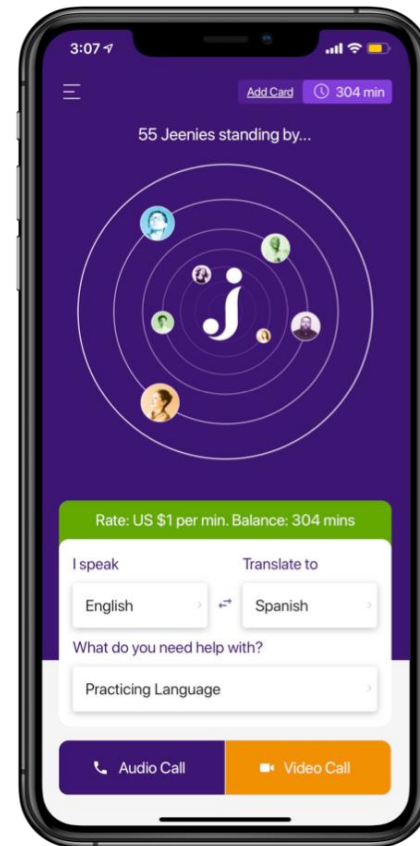 3:07
Add Card 304 min
55 Jeenies standing by...
j
Rate: US $1 per min. Balance: 304 mins
I speak Translate to
English Spanish
What do you need help with?
Practicing Language
Audio Call Video Call